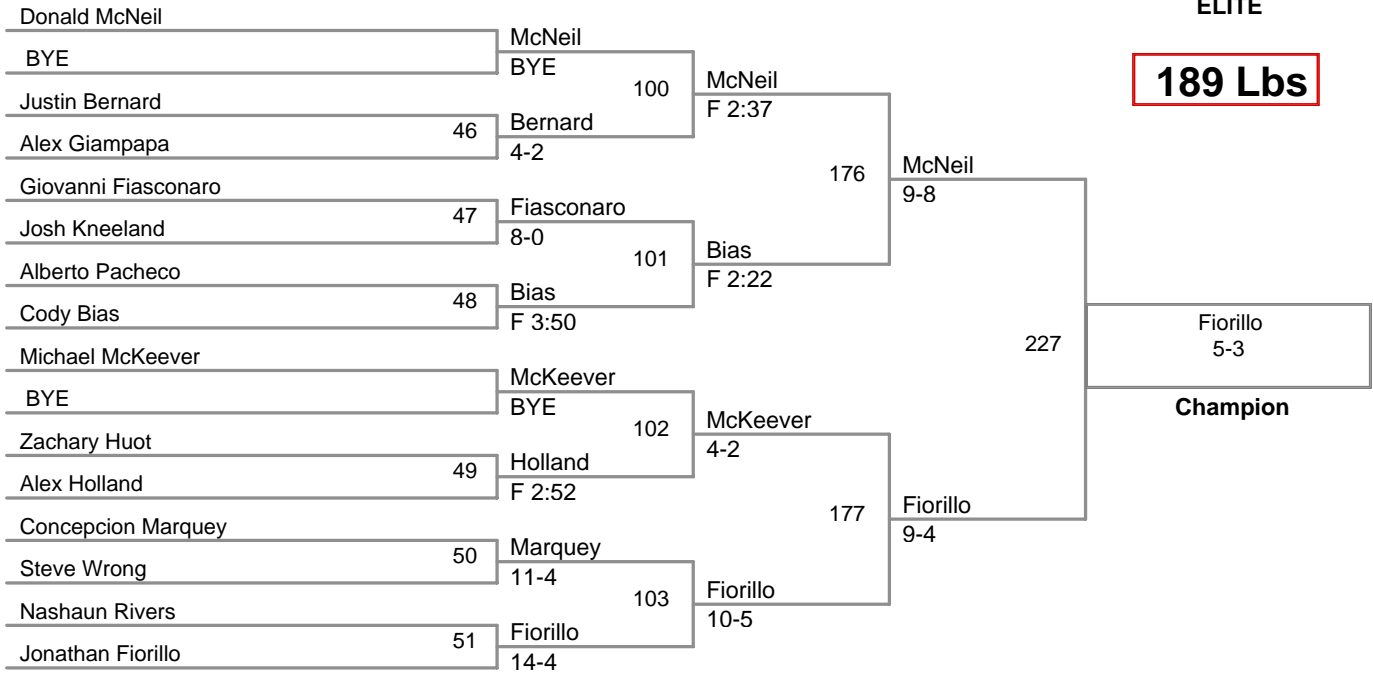 ELITE
189 Lbs
Donald McNeil
BYE
Justin Bernard
Alex Giampapa
Giovanni Fiasconaro
Josh Kneeland
Alberto Pacheco
Cody Bias
Michael McKeever
BYE
Zachary Huot
Alex Holland
Concepcion Marquey
Steve Wrong
Nashaun Rivers
Jonathan Fiorillo
46
47
48
49
50
51
McNeil
BYE
Bernard
4-2
Fiasconaro
8-0
Bias
F 3:50
McKeever
BYE
Holland
F 2:52
Marquey
11-4
Fiorillo
14-4
100
101
102
103
McNeil
F 2:37
Bias
F 2:22
McKeever
4-2
Fiorillo
10-5
176
177
McNeil
9-8
Fiorillo
9-4
227
Fiorillo
5-3
Champion